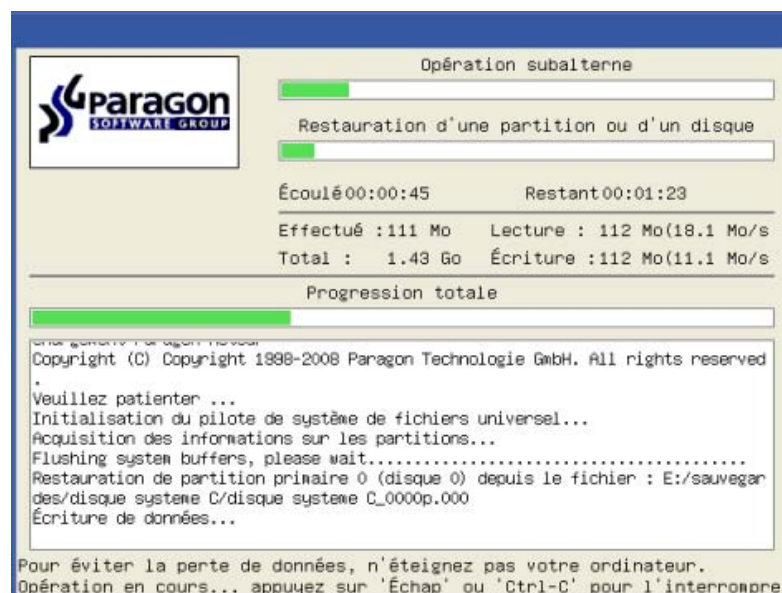 Paragon
SOFTWARE GROUP
Opération subalterne
Restauration d'une partition ou d'un disque
Écoulé00:00:45 Restant00:01:23
Effectué :111 Mo Lecture : 112 Mo(18.1 Mo/s
Total : 1.43 Go Écriture :112 Mo(11.1 Mo/s
Progression totale
Copyright (C) Copyright 1998-2008 Paragon Technologie GmbH. All rights reserved
.
Veuillez patienter ...
Initialisation du pilote de système de fichiers universel...
Acquisition des informations sur les partitions...
Flushing system buffers, please wait.............................................
Restauration de partition primaire 0 (disque 0) depuis le fichier : E:/sauvegar
des/disque systeme C/disque systeme C_0000p.000
Écriture de données...
Pour éviter la perte de données, n'éteignez pas votre ordinateur.
Opération en cours... appuyez sur 'Échap' ou 'Ctrl-C' pour l'interrompre